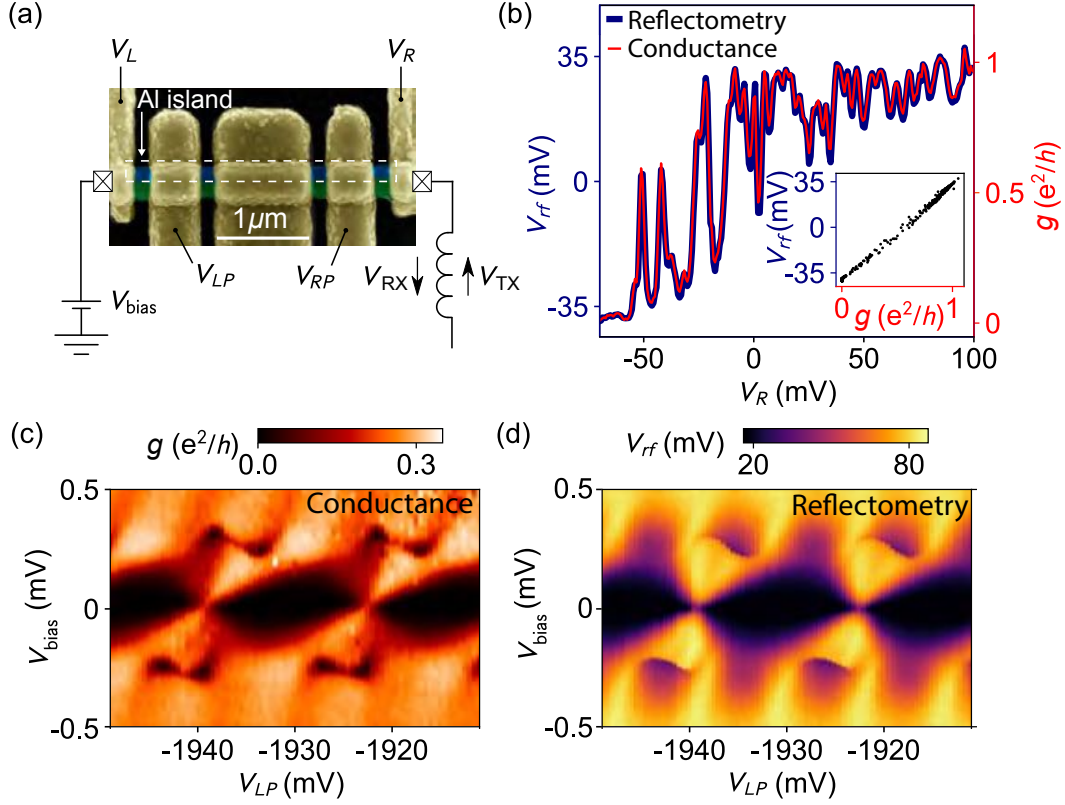 (a)
V_L
V_R
Al island
1μm
V_LP
V_RP
V_RX
V_TX
V_bias
(b)
Reflectometry
Conductance
35
0
-35
V_rf (mV)
1
0.5
0
g (e²/h)
-50
0
50
100
V_R (mV)
35
0
-35
V_rf (mV)
0
1
g (e²/h)
(c)
g (e²/h)
0.0
0.3
Conductance
0.5
0
-0.5
V_bias (mV)
-1940
-1930
-1920
V_LP (mV)
(d)
V_rf (mV)
20
80
Reflectometry
0.5
0
-0.5
V_bias (mV)
-1940
-1930
-1920
V_LP (mV)